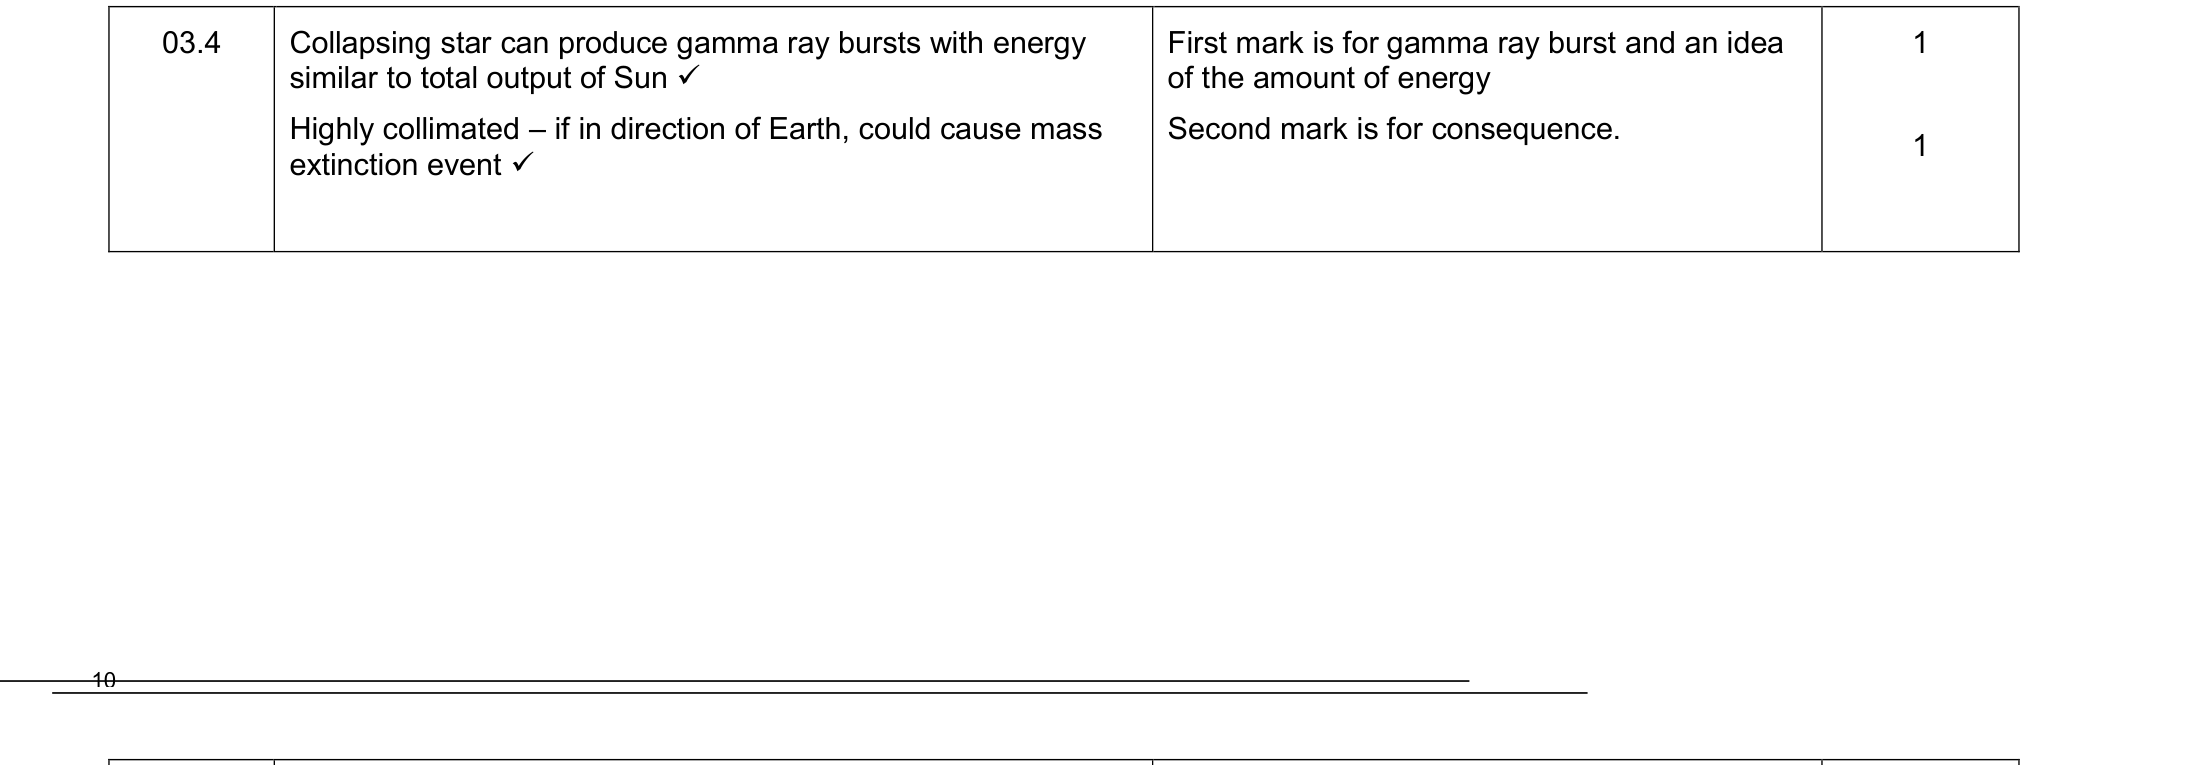 03.4
Collapsing star can produce gamma ray bursts with energy
similar to total output of Sun ✓
Highly collimated – if in direction of Earth, could cause mass
extinction event ✓
First mark is for gamma ray burst and an idea
of the amount of energy
Second mark is for consequence.
1
1
10